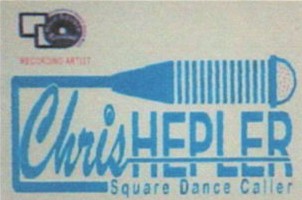 RECORDING ARTIST
Chris HEPLER
Square Dance Caller